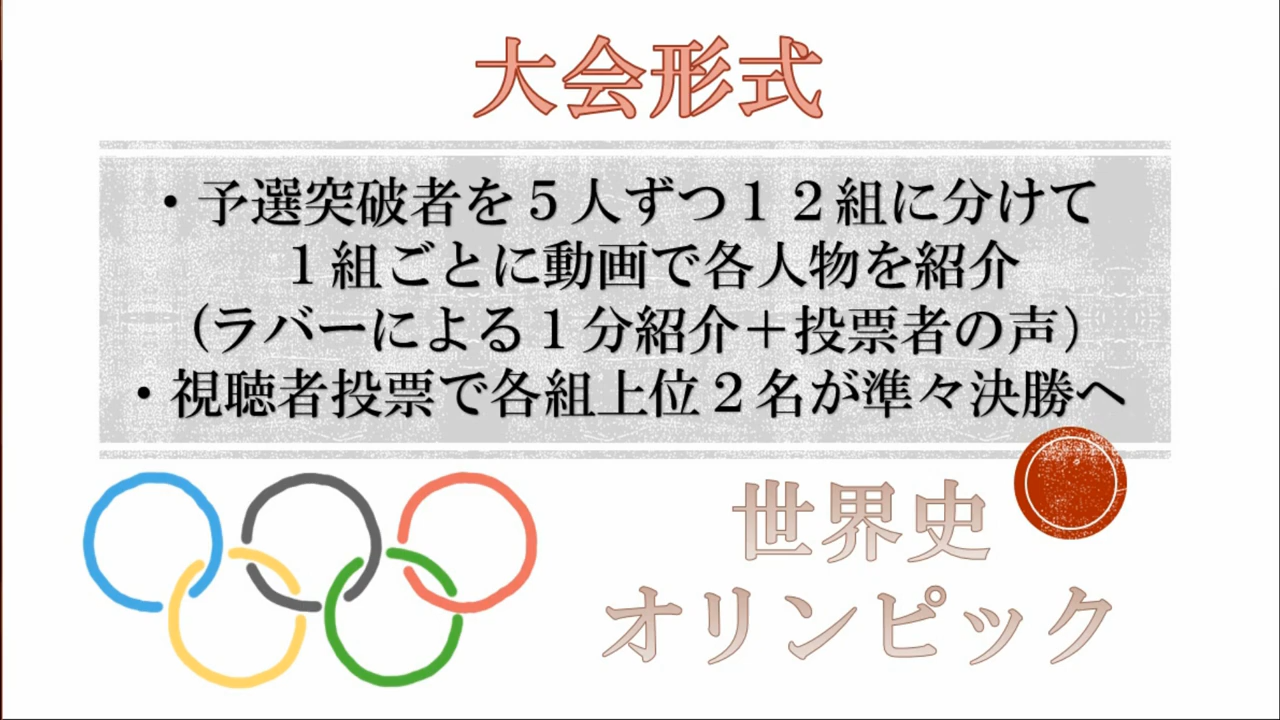 大会形式
・予選突破者を５人ずつ１２組に分けて
１組ごとに動画で各人物を紹介
（ラバーによる１分紹介＋投票者の声）
・視聴者投票で各組上位２名が準々決勝へ
世界史
オリンピック